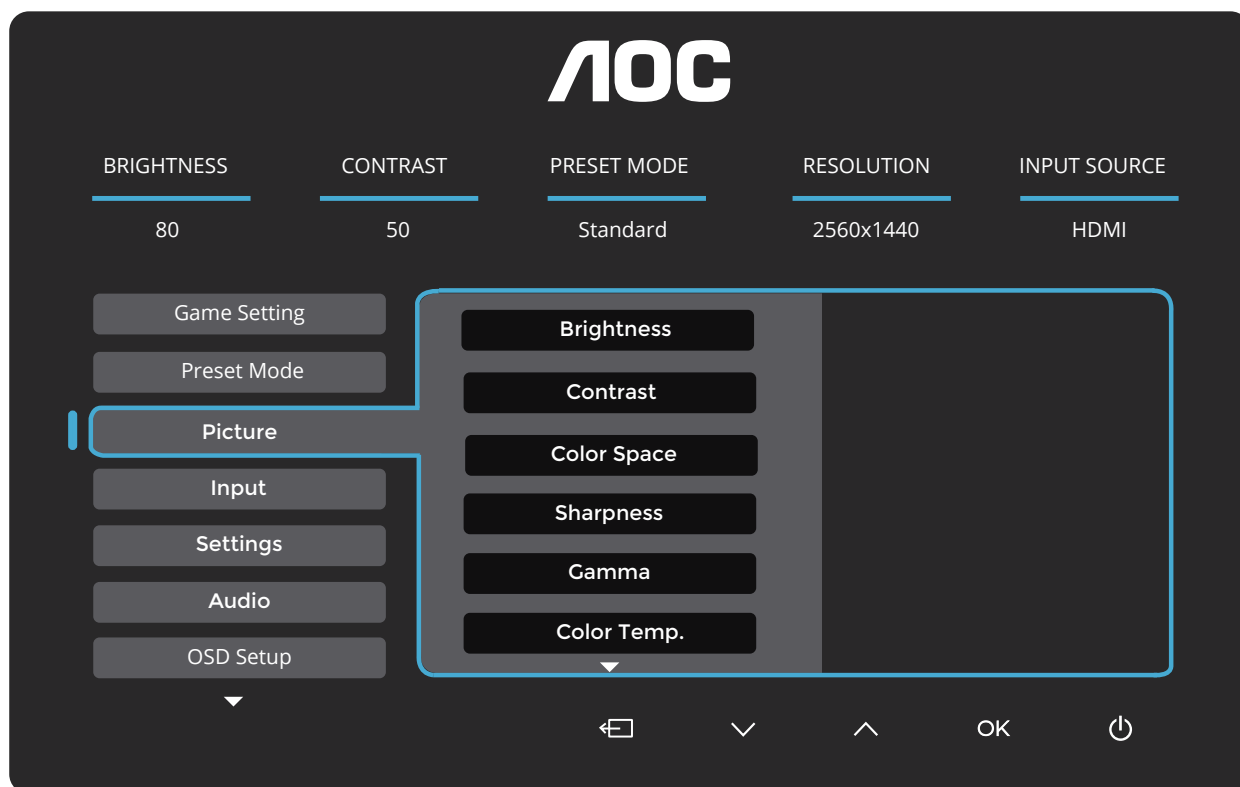 AOC
BRIGHTNESS CONTRAST PRESET MODE RESOLUTION INPUT SOURCE
80 50 Standard 2560x1440 HDMI
Game Setting
Preset Mode
Picture
Input
Settings
Audio
OSD Setup
Brightness
Contrast
Color Space
Sharpness
Gamma
Color Temp.
OK